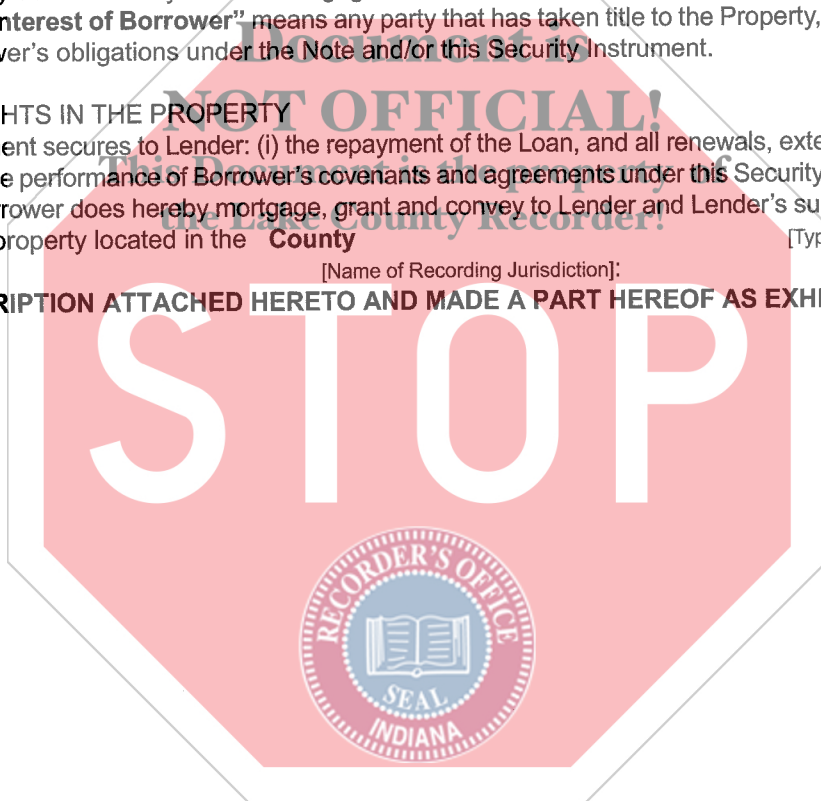 nterest of Borrower" means any party that has taken title to the Property,
ver's obligations under the Note and/or this Security Instrument.
Document is
NOT OFFICIAL!
This Document is the property of
the Lake County Recorder!
HTS IN THE PROPERTY
ent secures to Lender: (i) the repayment of the Loan, and all renewals, exte
e performance of Borrower's covenants and agreements under this Security
rower does hereby mortgage, grant and convey to Lender and Lender's su
property located in the County [Typ
[Name of Recording Jurisdiction]:
RIPTION ATTACHED HERETO AND MADE A PART HEREOF AS EXHI
STOP
RECORDER'S OFFICE
SEAL
INDIANA